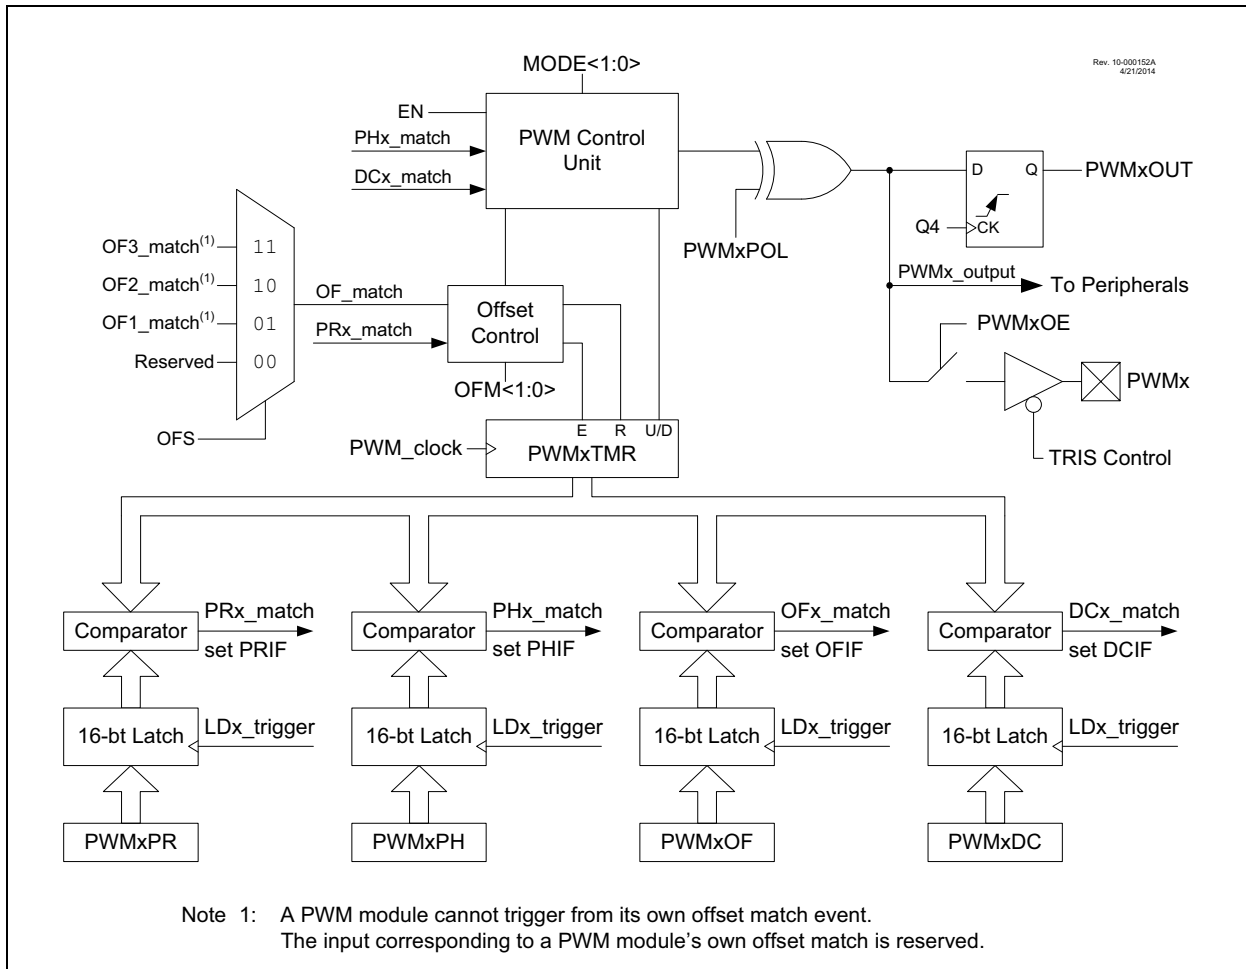 Rev. 10-000152A
4/21/2014
MODE<1:0>
EN
PHx_match
DCx_match
PWM Control
Unit
PWMxPOL
D
Q
PWMxOUT
Q4
CK
PWMx_output
To Peripherals
PWMxOE
PWMx
TRIS Control
OF3_match(1)
11
OF2_match(1)
10
OF1_match(1)
01
Reserved
00
OFS
OF_match
PRx_match
Offset
Control
OFM<1:0>
E
R
U/D
PWM_clock
PWMxTMR
Comparator
PRx_match
set PRIF
Comparator
PHx_match
set PHIF
Comparator
OFx_match
set OFIF
Comparator
DCx_match
set DCIF
16-bt Latch
LDx_trigger
16-bt Latch
LDx_trigger
16-bt Latch
LDx_trigger
16-bt Latch
LDx_trigger
PWMxPR
PWMxPH
PWMxOF
PWMxDC
Note 1: A PWM module cannot trigger from its own offset match event.
The input corresponding to a PWM module's own offset match is reserved.